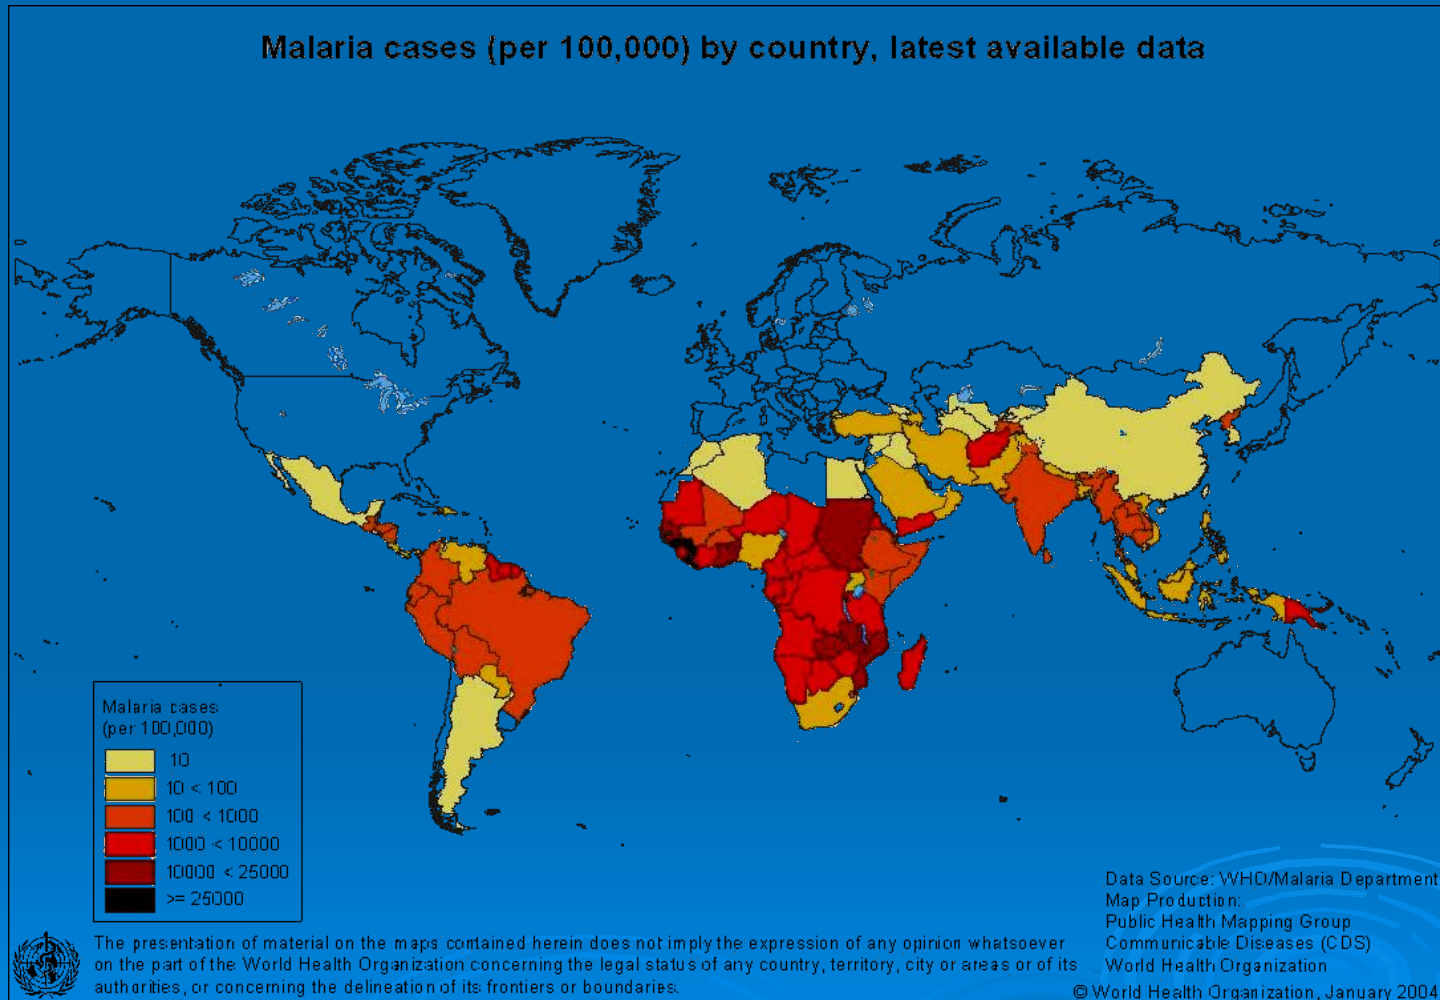 Malaria cases (per 100,000) by country, latest available data
Malaria cases
(per 100,000)
10
10 < 100
100 < 1000
1000 < 10000
10000 < 25000
>= 25000
The presentation of material on the maps contained herein does not imply the expression of any opinion whatsoever
on the part of the World Health Organization concerning the legal status of any country, territory, city or areas or of its
authorities, or concerning the delineation of its frontiers or boundaries.
Data Source: WHO/Malaria Department
Map Production:
Public Health Mapping Group
Communicable Diseases (CDS)
World Health Organization
© World Health Organization, January 2004